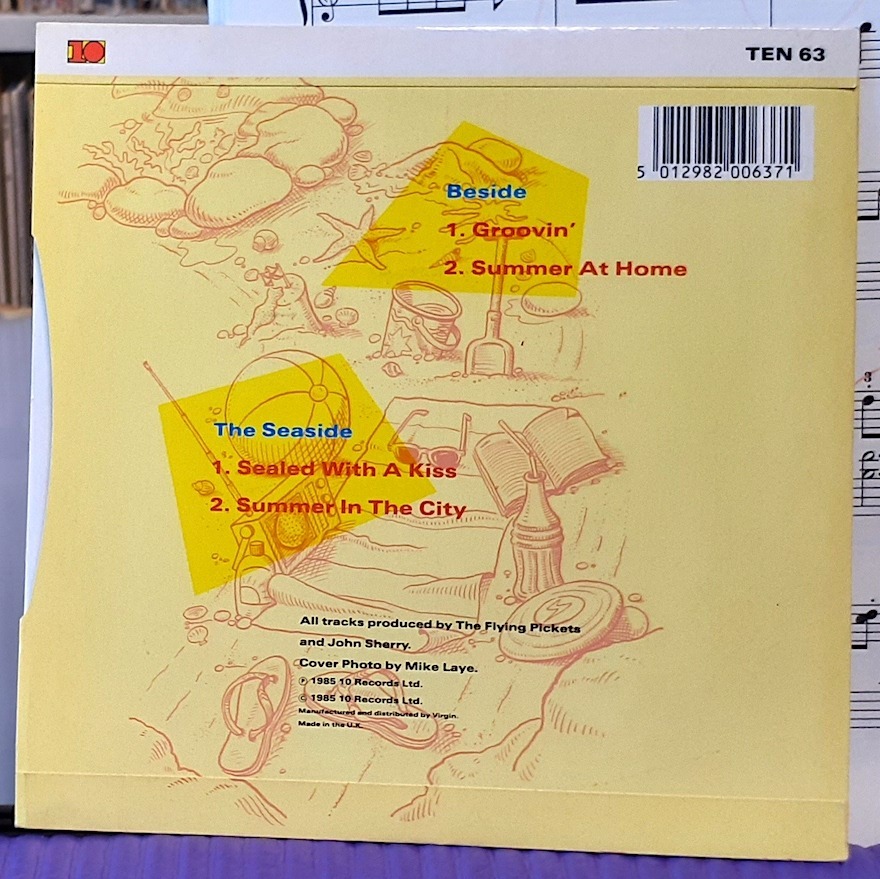 10
TEN 63
5 012982 006371
Beside
1. Groovin'
2. Summer At Home
The Seaside
1. Sealed With A Kiss
2. Summer In The City
All tracks produced by The Flying Pickets
and John Sherry.
Cover Photo by Mike Laye.
℗ 1985 10 Records Ltd.
© 1985 10 Records Ltd.
Manufactured and distributed by Virgin.
Made in the U.K.
3